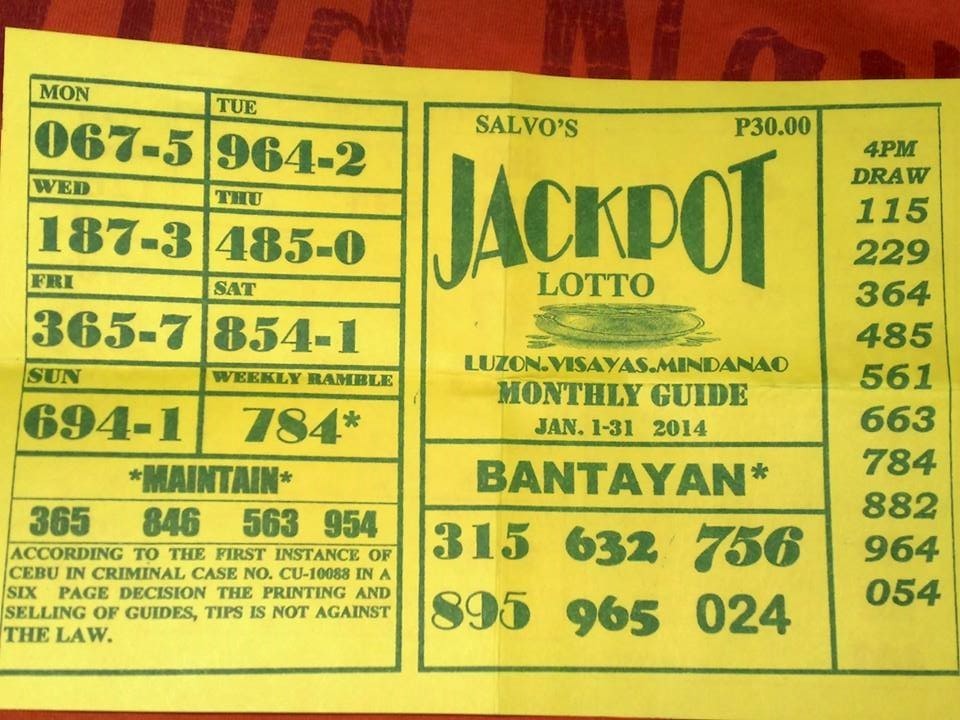 MON TUE
067-5 964-2
WED THU
187-3 485-0
FRI SAT
365-7 854-1
SUN WEEKLY RAMBLE
694-1 784*
*MAINTAIN*
365 846 563 954
ACCORDING TO THE FIRST INSTANCE OF
CEBU IN CRIMINAL CASE NO. CU-10088 IN A
SIX PAGE DECISION THE PRINTING AND
SELLING OF GUIDES, TIPS IS NOT AGAINST
THE LAW.
SALVO'S P30.00
JACKPOT
LOTTO
LUZON.VISAYAS.MINDANAO
MONTHLY GUIDE
JAN. 1-31 2014
BANTAYAN*
315 632 756
895 965 024
4PM
DRAW
115
229
364
485
561
663
784
882
964
054